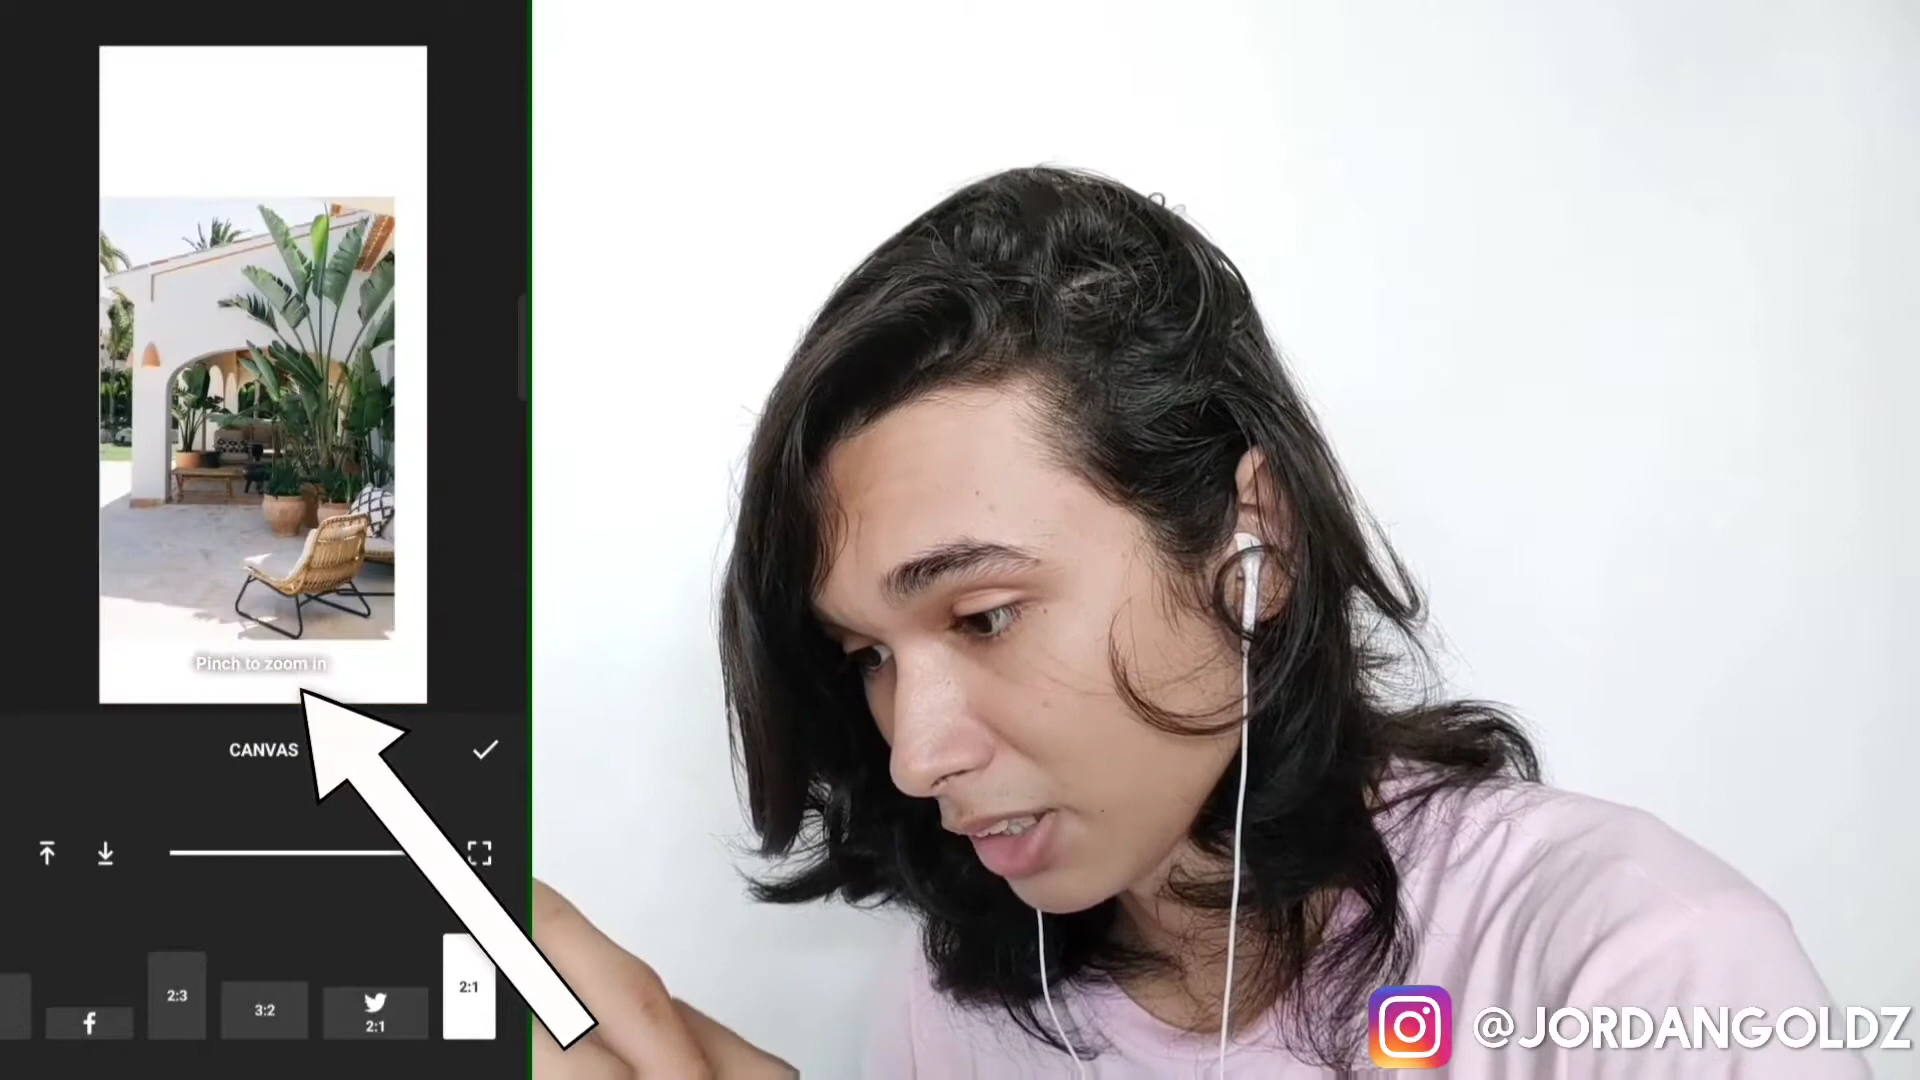 Pinch to zoom in
CANVAS
2:3
3:2
2:1
2:1
@JORDANGOLDZ